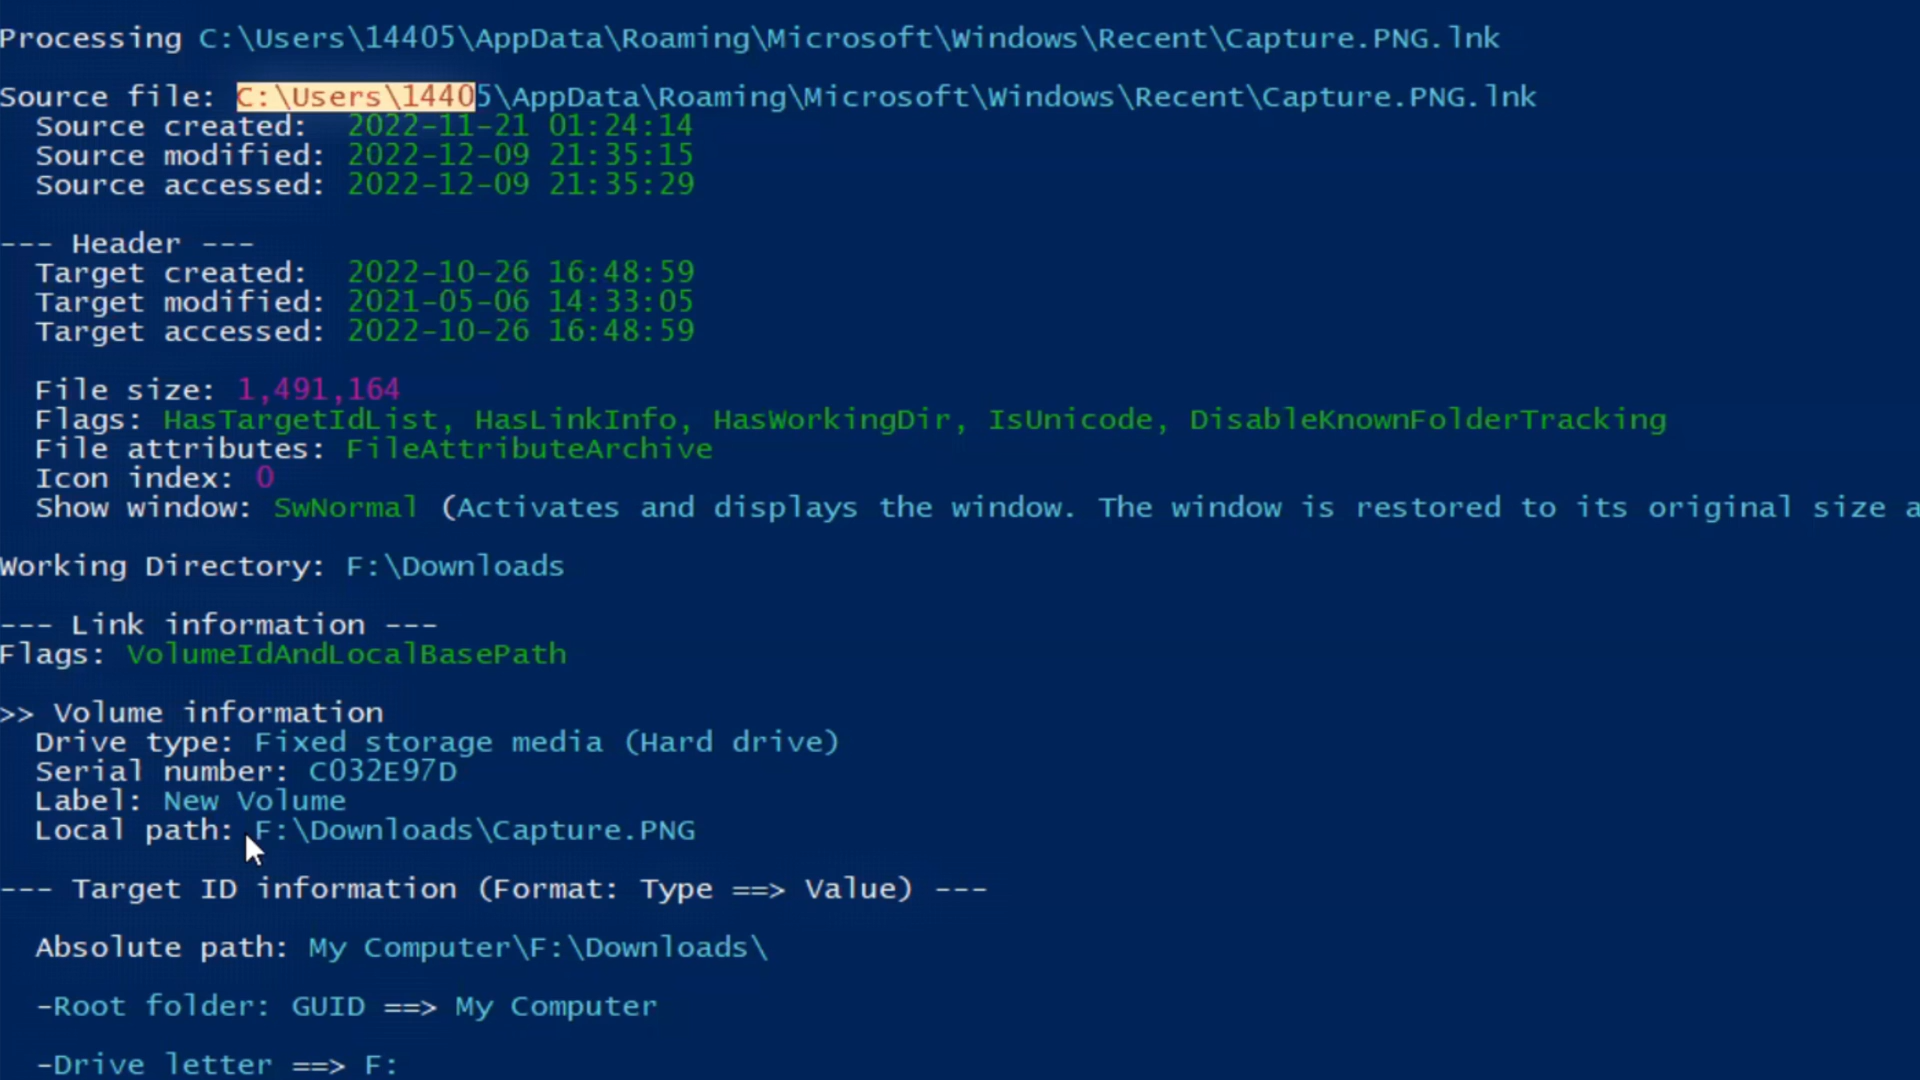 Processing C:\Users\14405\AppData\Roaming\Microsoft\Windows\Recent\Capture.PNG.lnk
Source file: C:\Users\14405\AppData\Roaming\Microsoft\Windows\Recent\Capture.PNG.lnk
Source created: 2022-11-21 01:24:14
Source modified: 2022-12-09 21:35:15
Source accessed: 2022-12-09 21:35:29
--- Header ---
Target created: 2022-10-26 16:48:59
Target modified: 2021-05-06 14:33:05
Target accessed: 2022-10-26 16:48:59
File size: 1,491,164
Flags: HasTargetIdList, HasLinkInfo, HasWorkingDir, IsUnicode, DisableKnownFolderTracking
File attributes: FileAttributeArchive
Icon index: 0
Show window: SwNormal (Activates and displays the window. The window is restored to its original size a
Working Directory: F:\Downloads
--- Link information ---
Flags: VolumeIdAndLocalBasePath
>> Volume information
Drive type: Fixed storage media (Hard drive)
Serial number: C032E97D
Label: New Volume
Local path: F:\Downloads\Capture.PNG
--- Target ID information (Format: Type ==> Value) ---
Absolute path: My Computer\F:\Downloads\
-Root folder: GUID ==> My Computer
-Drive letter ==> F: